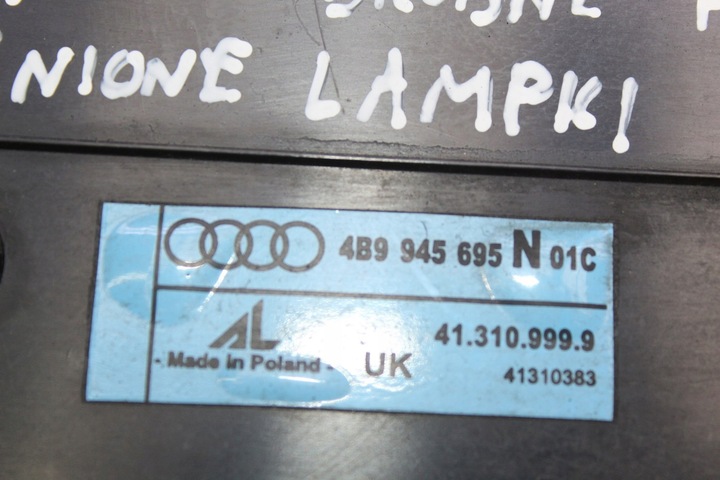 NIONE LAMPKI
4B9 945 695 N 01C
AL
41.310.999.9
- Made in Poland - UK
41310383